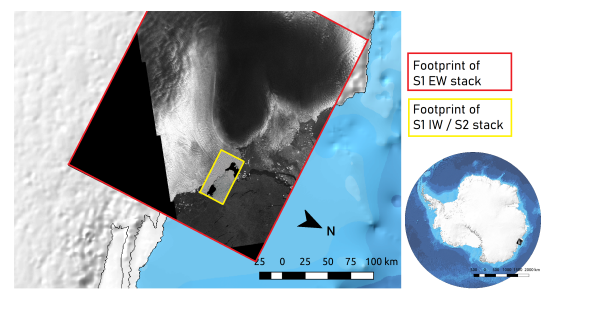 Footprint of
S1 EW stack
Footprint of
S1 IW / S2 stack
N
25 0 25 50 75 100 km